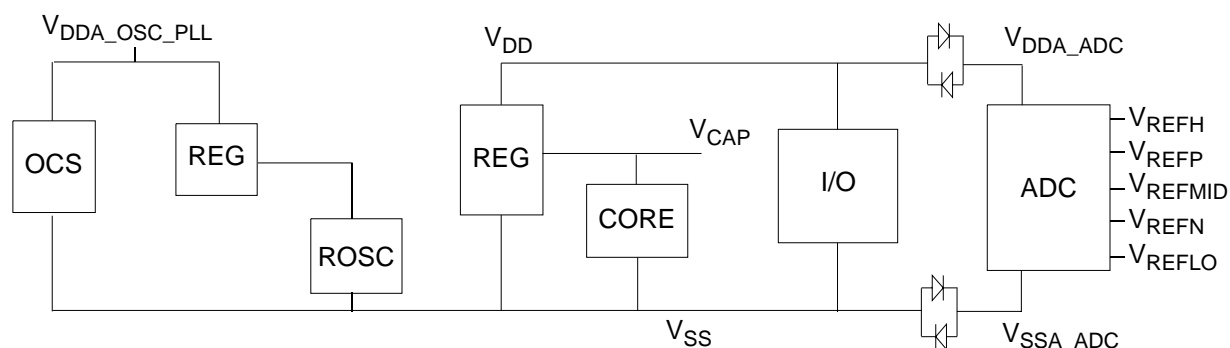 VDDA_OSC_PLL
VDD
VDDA_ADC
OCS
REG
ROSC
REG
VCAP
CORE
I/O
ADC
VREFH
VREFP
VREFMID
VREFN
VREFLO
VSS
VSSA_ADC